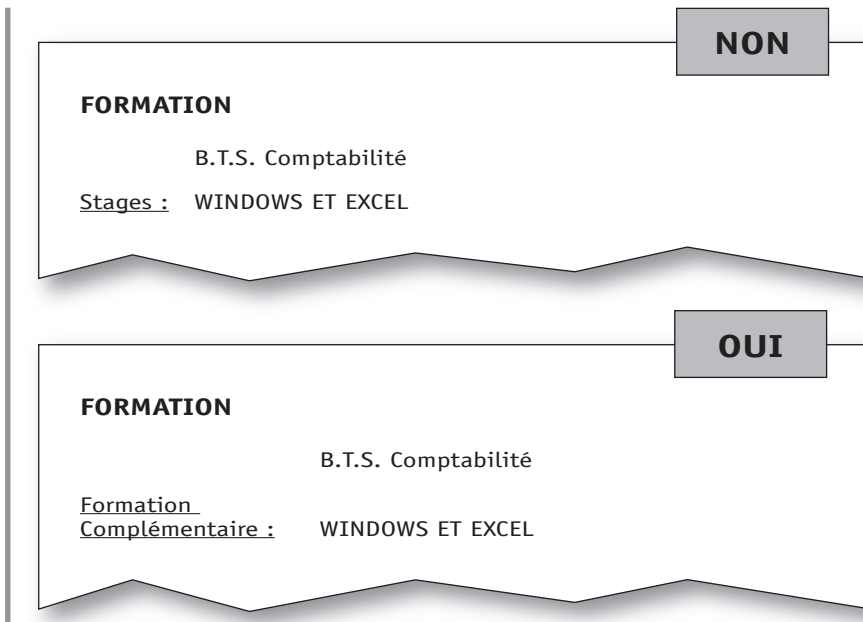 NON
FORMATION
B.T.S. Comptabilité
Stages : WINDOWS ET EXCEL
OUI
FORMATION
B.T.S. Comptabilité
Formation
Complémentaire : WINDOWS ET EXCEL